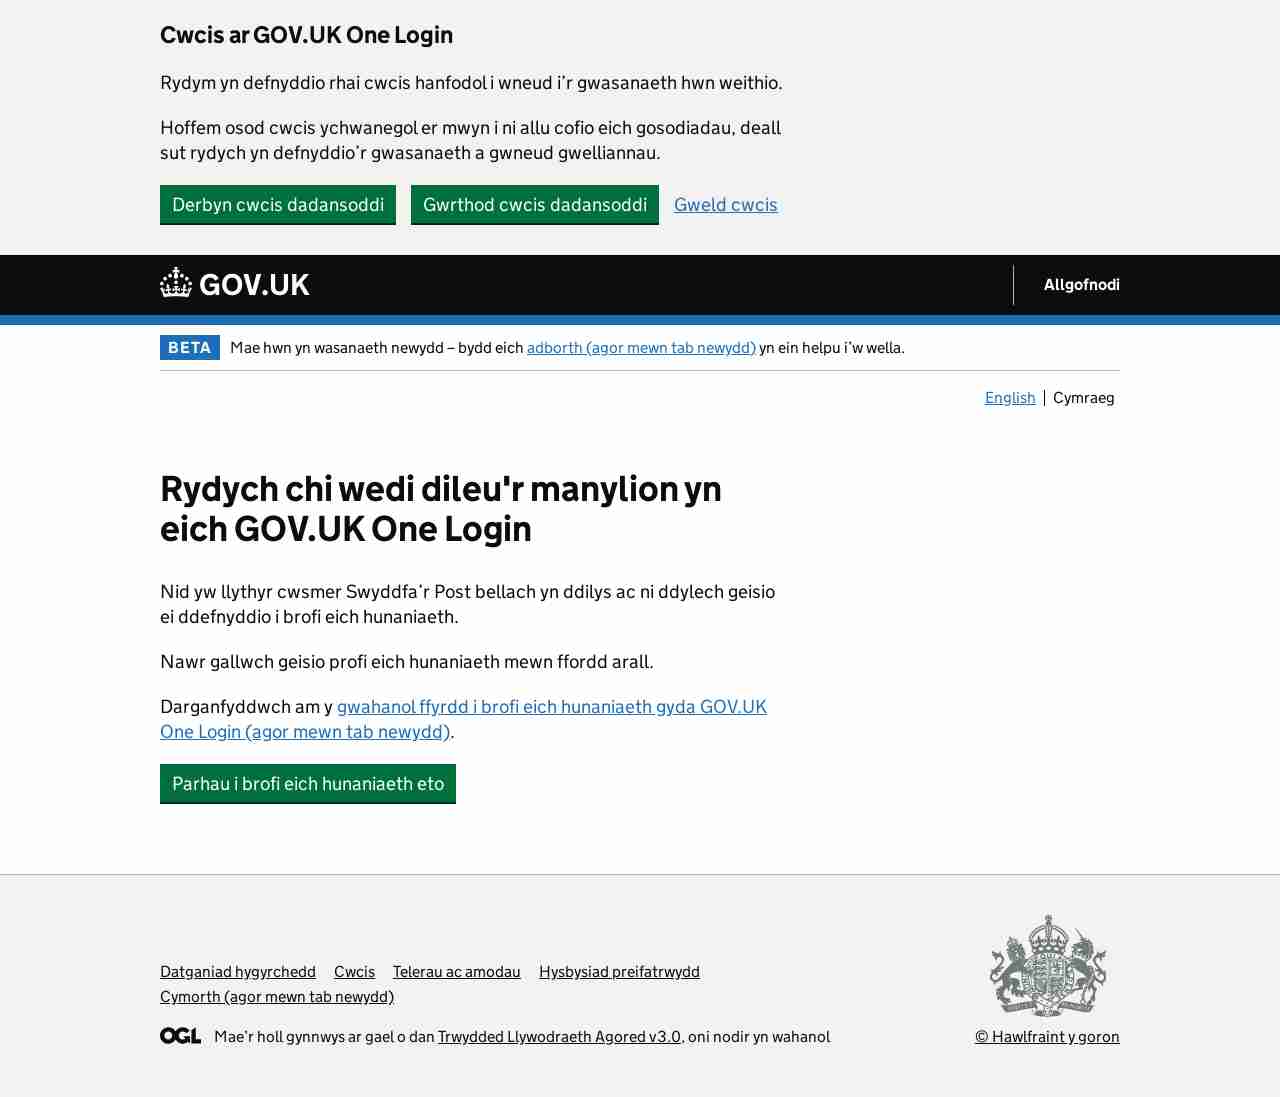 Cwcis ar GOV.UK One Login
Rydym yn defnyddio rhai cwcis hanfodol i wneud i’r gwasanaeth hwn weithio.
Hoffem osod cwcis ychwanegol er mwyn i ni allu cofio eich gosodiadau, deall
sut rydych yn defnyddio’r gwasanaeth a gwneud gwelliannau.
Derbyn cwcis dadansoddi
Gwrthod cwcis dadansoddi
Gweld cwcis
GOV.UK
Allgofnodi
BETA
Mae hwn yn wasanaeth newydd – bydd eich adborth (agor mewn tab newydd) yn ein helpu i’w wella.
English
Cymraeg
Rydych chi wedi dileu'r manylion yn
eich GOV.UK One Login
Nid yw llythyr cwsmer Swyddfa’r Post bellach yn ddilys ac ni ddylech geisio
ei ddefnyddio i brofi eich hunaniaeth.
Nawr gallwch geisio profi eich hunaniaeth mewn ffordd arall.
Darganfyddwch am y gwahanol ffyrdd i brofi eich hunaniaeth gyda GOV.UK
One Login (agor mewn tab newydd).
Parhau i brofi eich hunaniaeth eto
Datganiad hygyrchedd
Cwcis
Telerau ac amodau
Hysbysiad preifatrwydd
Cymorth (agor mewn tab newydd)
OGL
Mae’r holl gynnwys ar gael o dan Trwydded Llywodraeth Agored v3.0, oni nodir yn wahanol
© Hawlfraint y goron